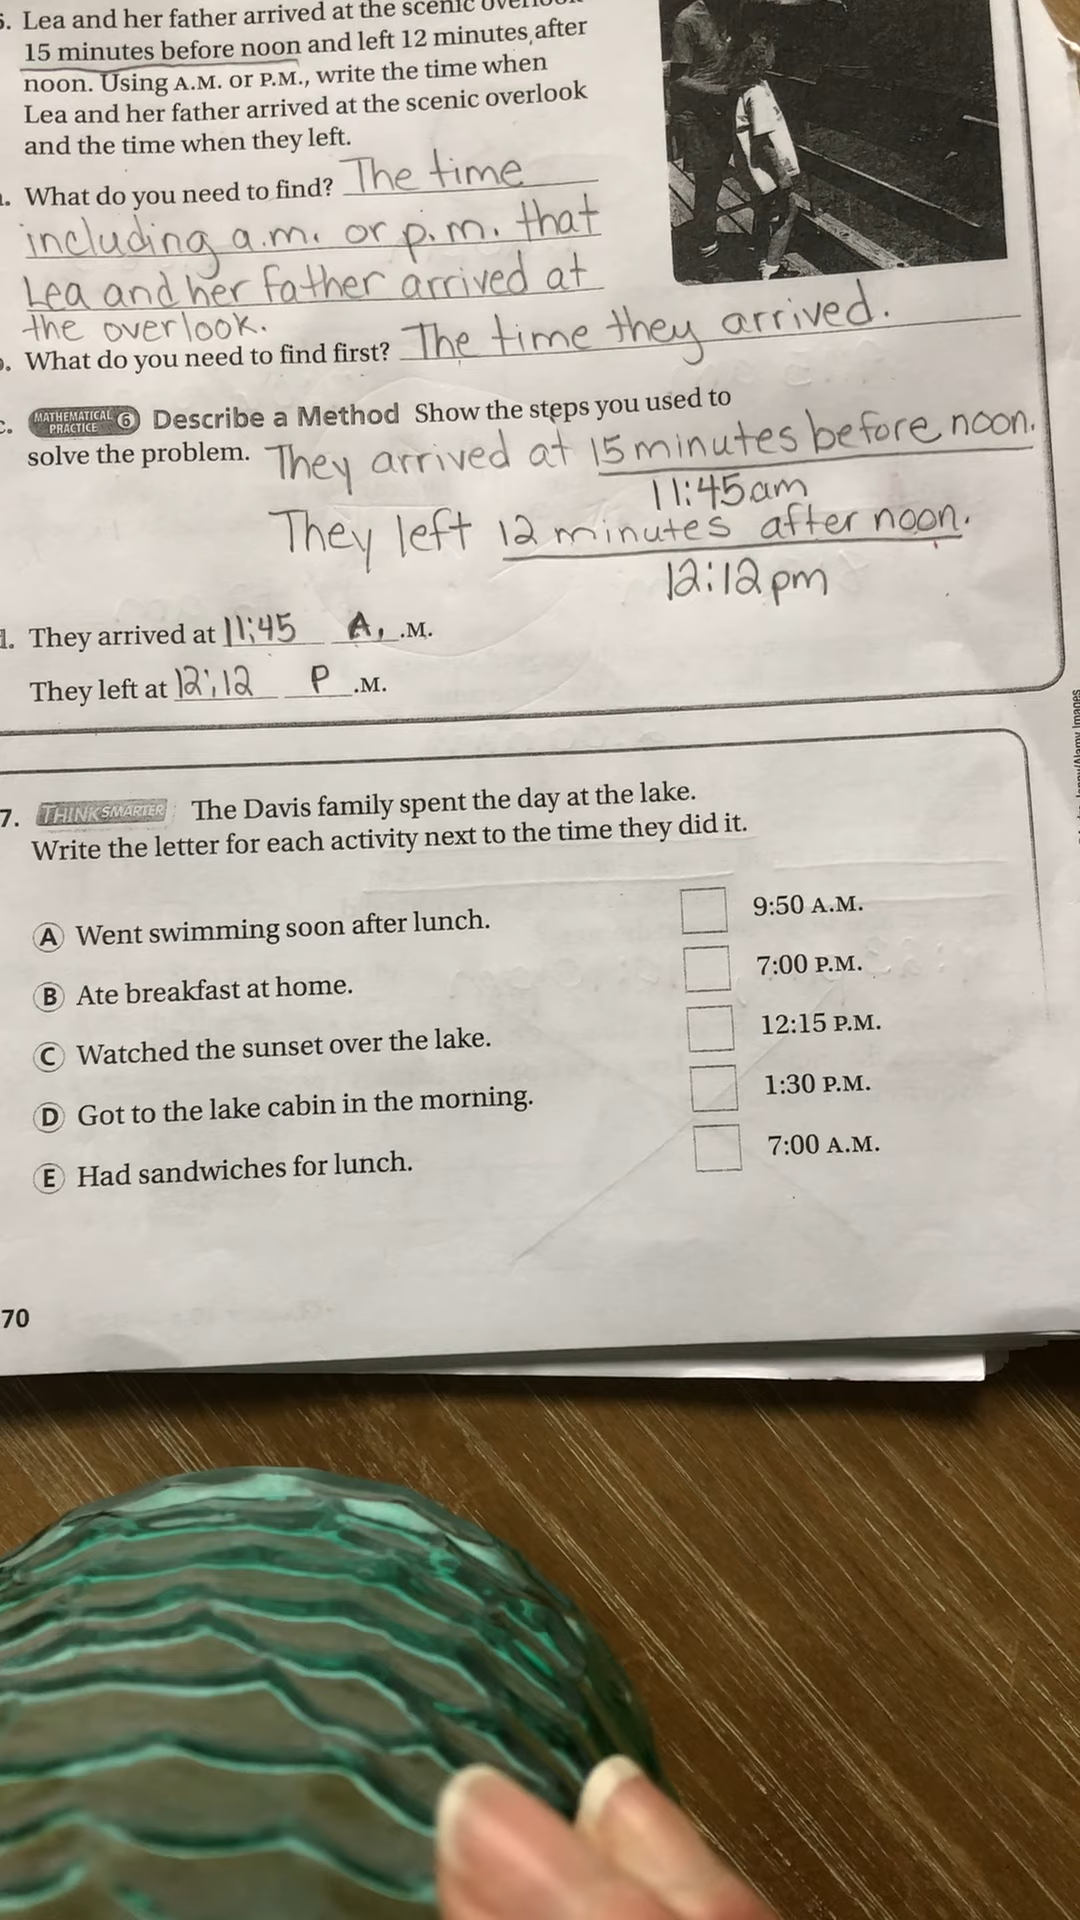 Lea and her father arrived at the scenic
15 minutes before noon and left 12 minutes after
noon. Using A.M. or P.M., write the time when
Lea and her father arrived at the scenic overlook
and the time when they left.
What do you need to find? The time
including a.m. or p.m. that
Lea and her father arrived at
the overlook.
What do you need to find first? The time they arrived.
c. MATHEMATICAL PRACTICE 6 Describe a Method Show the steps you used to
solve the problem. They arrived at 15 minutes before noon.
11:45am
They left 12 minutes after noon.
12:12pm
They arrived at 11:45 A. .M.
They left at 12:12 P .M.
7. THINK SMARTER The Davis family spent the day at the lake.
Write the letter for each activity next to the time they did it.
A Went swimming soon after lunch. 9:50 A.M.
B Ate breakfast at home. 7:00 P.M.
C Watched the sunset over the lake. 12:15 P.M.
D Got to the lake cabin in the morning. 1:30 P.M.
E Had sandwiches for lunch. 7:00 A.M.
70